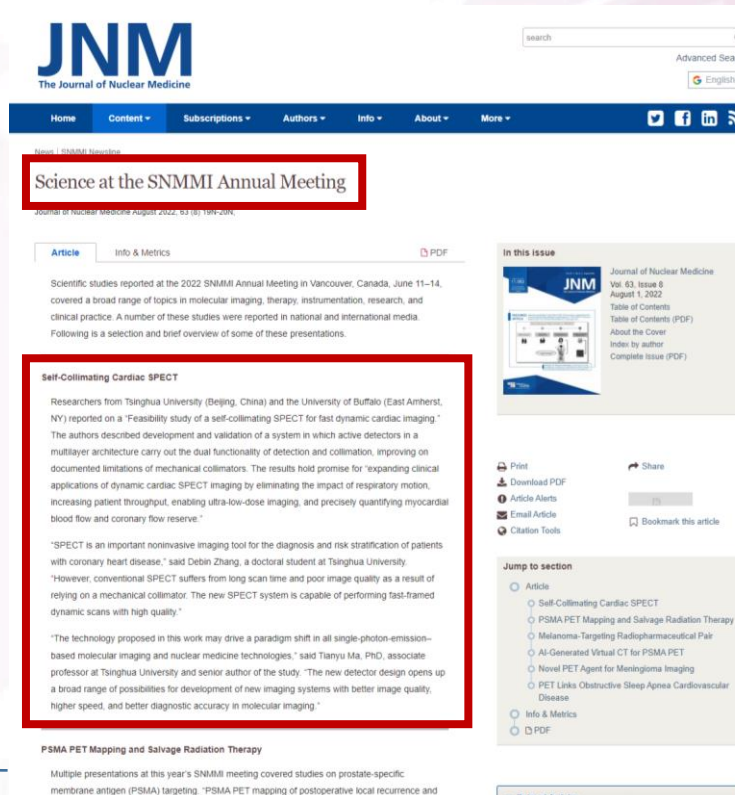 JNM
The Journal of Nuclear Medicine
search
Advanced Sea
English
Home Content Subscriptions Authors Info About More
News | SNMMI Newsline
Science at the SNMMI Annual Meeting
Journal of Nuclear Medicine August 2022, 63 (8) 19N-20N,
Article Info & Metrics PDF
Scientific studies reported at the 2022 SNMMI Annual Meeting in Vancouver, Canada, June 11–14,
covered a broad range of topics in molecular imaging, therapy, instrumentation, research, and
clinical practice. A number of these studies were reported in national and international media.
Following is a selection and brief overview of some of these presentations.
Self-Collimating Cardiac SPECT
Researchers from Tsinghua University (Beijing, China) and the University of Buffalo (East Amherst,
NY) reported on a “Feasibility study of a self-collimating SPECT for fast dynamic cardiac imaging.”
The authors described development and validation of a system in which active detectors in a
multilayer architecture carry out the dual functionality of detection and collimation, improving on
documented limitations of mechanical collimators. The results hold promise for “expanding clinical
applications of dynamic cardiac SPECT imaging by eliminating the impact of respiratory motion,
increasing patient throughput, enabling ultra-low-dose imaging, and precisely quantifying myocardial
blood flow and coronary flow reserve.”
“SPECT is an important noninvasive imaging tool for the diagnosis and risk stratification of patients
with coronary heart disease,” said Debin Zhang, a doctoral student at Tsinghua University.
“However, conventional SPECT suffers from long scan time and poor image quality as a result of
relying on a mechanical collimator. The new SPECT system is capable of performing fast-framed
dynamic scans with high quality.”
“The technology proposed in this work may drive a paradigm shift in all single-photon-emission–
based molecular imaging and nuclear medicine technologies,” said Tianyu Ma, PhD, associate
professor at Tsinghua University and senior author of the study. “The new detector design opens up
a broad range of possibilities for development of new imaging systems with better image quality,
higher speed, and better diagnostic accuracy in molecular imaging.”
PSMA PET Mapping and Salvage Radiation Therapy
Multiple presentations at this year's SNMMI meeting covered studies on prostate-specific
membrane antigen (PSMA) targeting. “PSMA PET mapping of postoperative local recurrence and
In this issue
JNM
Journal of Nuclear Medicine
Vol. 63, Issue 8
August 1, 2022
Table of Contents
Table of Contents (PDF)
About the Cover
Index by author
Complete Issue (PDF)
Print
Download PDF
Article Alerts
Email Article
Citation Tools
Share
Bookmark this article
Jump to section
Article
Self-Collimating Cardiac SPECT
PSMA PET Mapping and Salvage Radiation Therapy
Melanoma-Targeting Radiopharmaceutical Pair
AI-Generated Virtual CT for PSMA PET
Novel PET Agent for Meningioma Imaging
PET Links Obstructive Sleep Apnea Cardiovascular
Disease
Info & Metrics
PDF